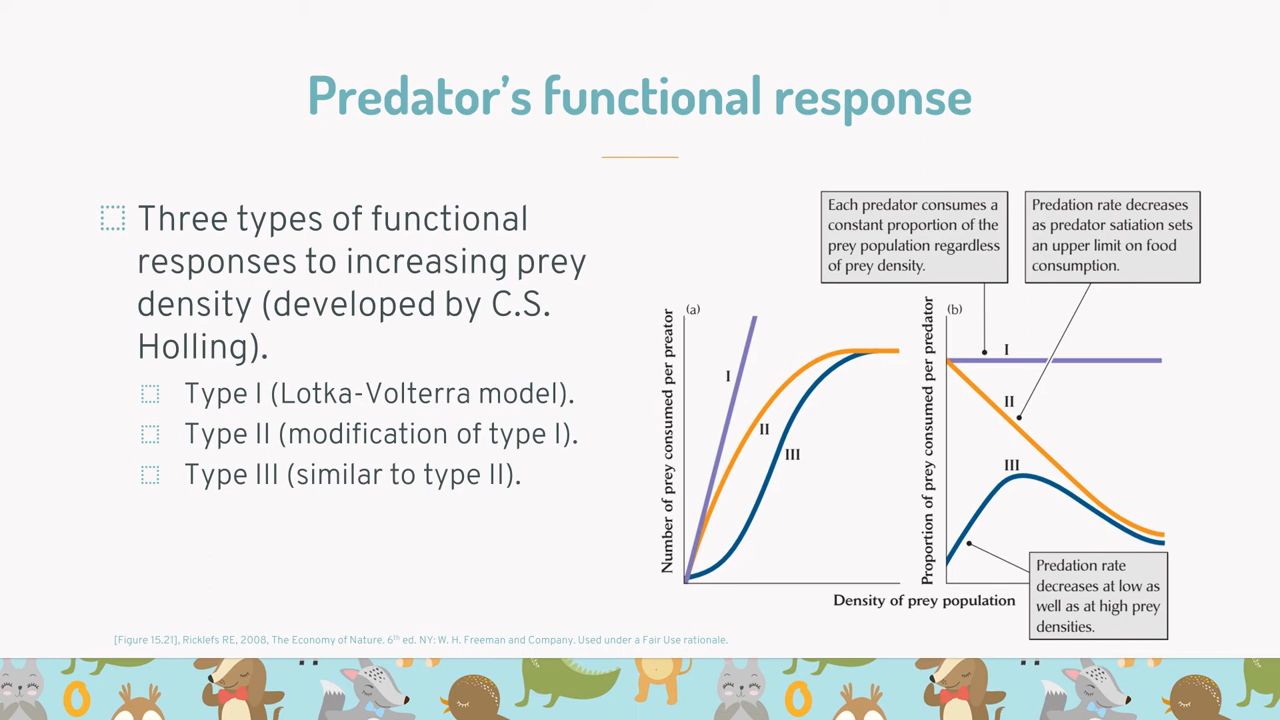 Predator's functional response
Three types of functional
responses to increasing prey
density (developed by C.S.
Holling).
Type I (Lotka-Volterra model).
Type II (modification of type I).
Type III (similar to type II).
Each predator consumes a
constant proportion of the
prey population regardless
of prey density.
Predation rate decreases
as predator satiation sets
an upper limit on food
consumption.
(a)
Number of prey consumed per preator
I
II
III
(b)
Proportion of prey consumed per predator
I
II
III
Predation rate
decreases at low as
well as at high prey
densities.
Density of prey population
[Figure 15.21], Ricklefs RE, 2008, The Economy of Nature. 6th ed. NY: W. H. Freeman and Company. Used under a Fair Use rationale.